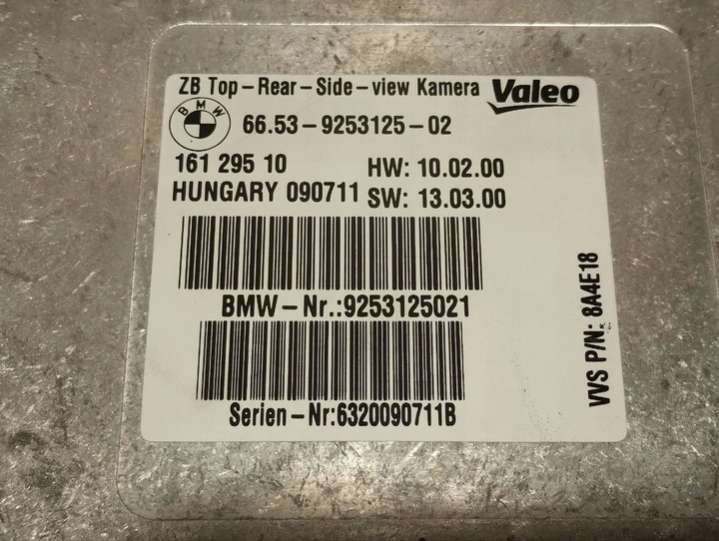 ZB Top-Rear-Side-view Kamera Valeo
BMW 66.53-9253125-02
161 295 10 HW: 10.02.00
HUNGARY 090711 SW: 13.03.00
BMW-Nr.:9253125021
Serien-Nr:6320090711B
VVS P/N: 8A4E18